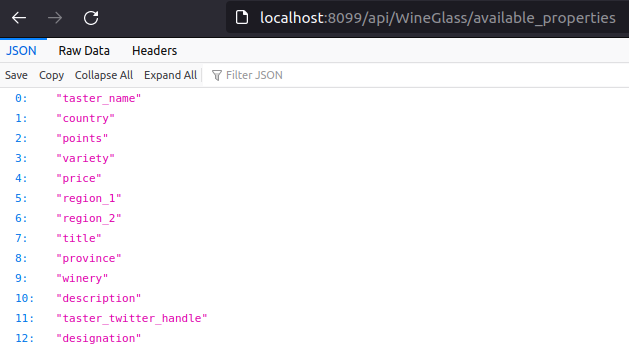 localhost:8099/api/WineGlass/available_properties
JSON Raw Data Headers
Save Copy Collapse All Expand All Filter JSON
0: "taster_name"
1: "country"
2: "points"
3: "variety"
4: "price"
5: "region_1"
6: "region_2"
7: "title"
8: "province"
9: "winery"
10: "description"
11: "taster_twitter_handle"
12: "designation"